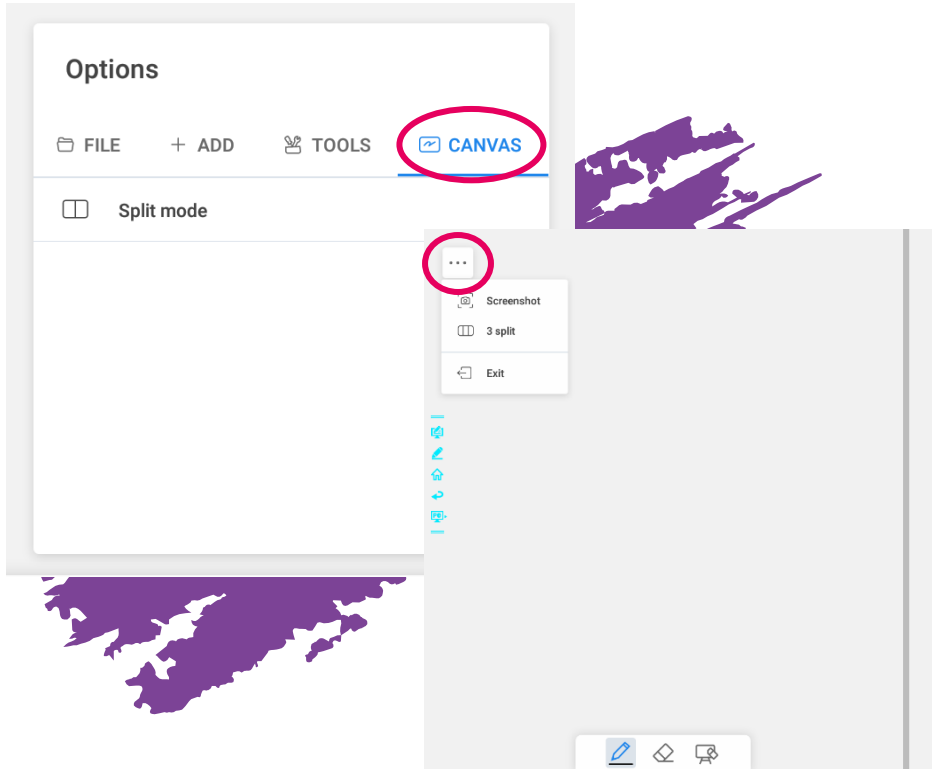 Options
FILE
ADD
TOOLS
CANVAS
Split mode
Screenshot
3 split
Exit